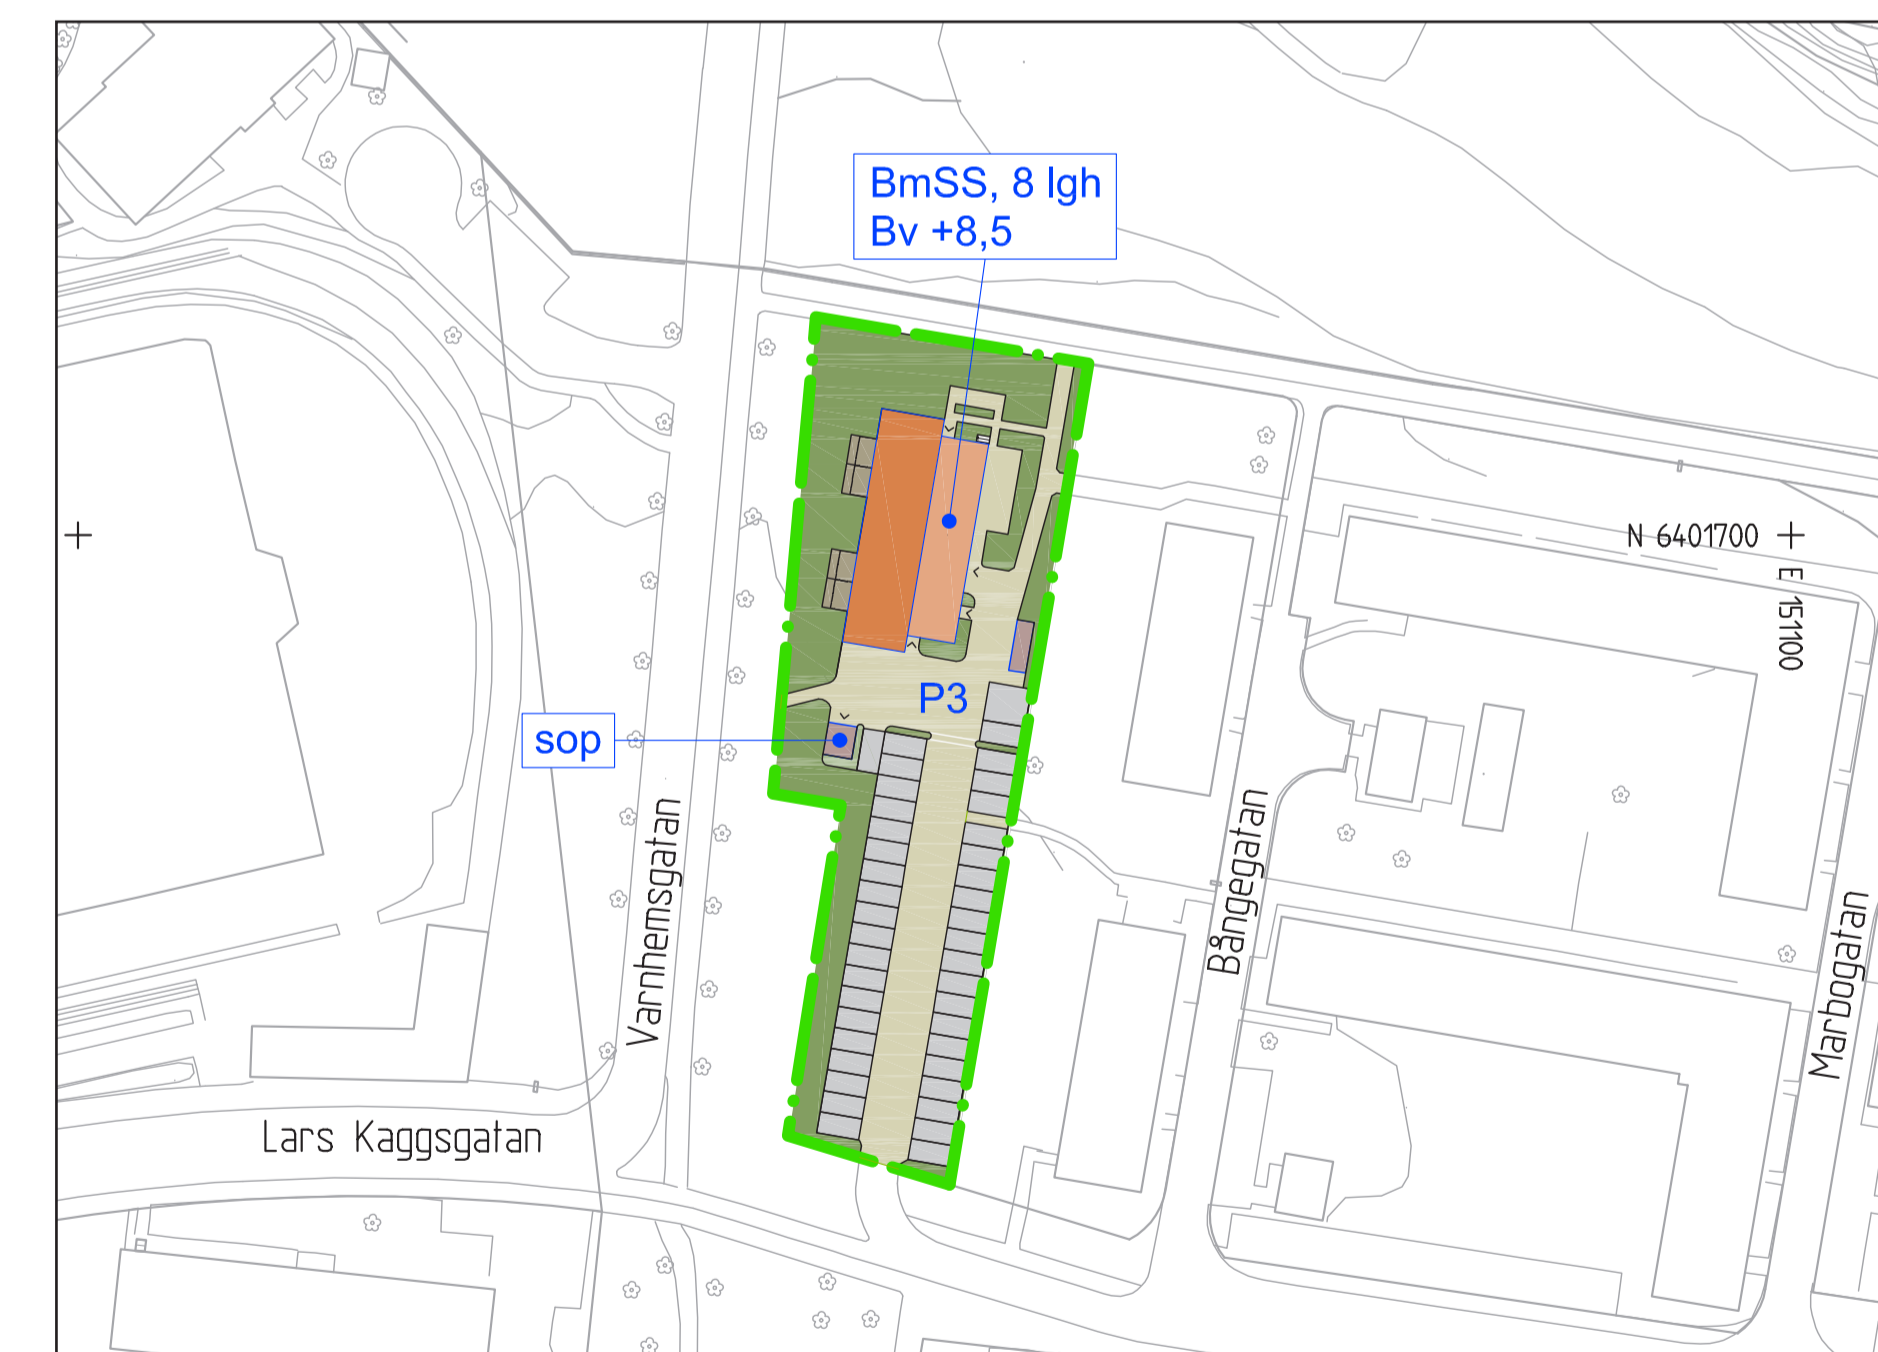 BmSS, 8 lgh
Bv +8,5
N 6401700
E 151100
P3
sop
Varnhemsgatan
Bångegatan
Marbogatan
Lars Kaggsgatan